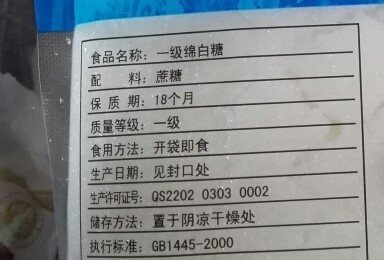 食品名称：一级绵白糖
配 料：蔗糖
保 质 期：18个月
质量等级：一级
食用方法：开袋即食
生产日期：见封口处
生产许可证号：QS2202 0303 0002
储存方法：置于阴凉干燥处
执行标准：GB1445-2000